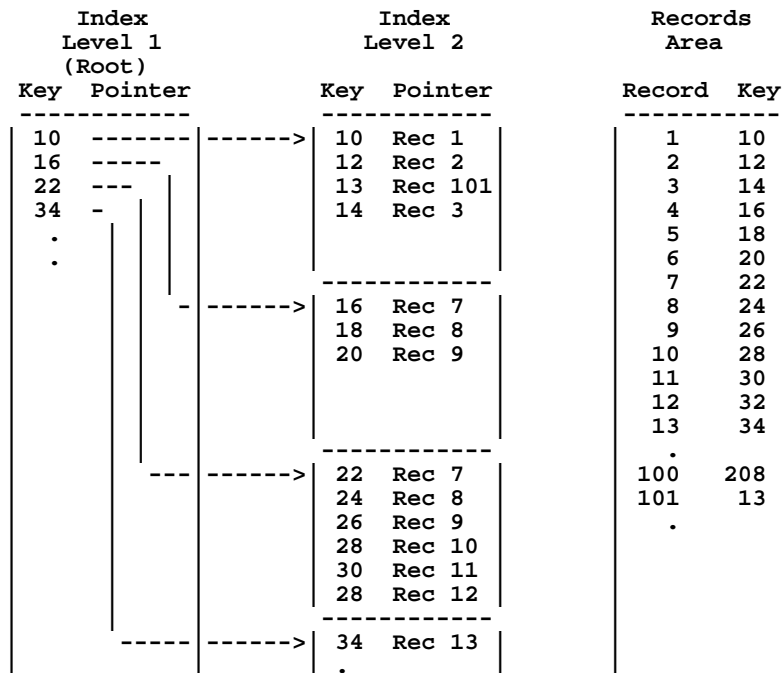 Index Index Records
Level 1 Level 2 Area
(Root)
Key Pointer Key Pointer Record Key
10 10 Rec 1 1 10
16 12 Rec 2 2 12
22 13 Rec 101 3 14
34 14 Rec 3 4 16
. 5 18
. 6 20
7 22
16 Rec 7 8 24
18 Rec 8 9 26
20 Rec 9 10 28
11 30
12 32
13 34
.
22 Rec 7 100 208
24 Rec 8 101 13
26 Rec 9 .
28 Rec 10
30 Rec 11
28 Rec 12
34 Rec 13
.